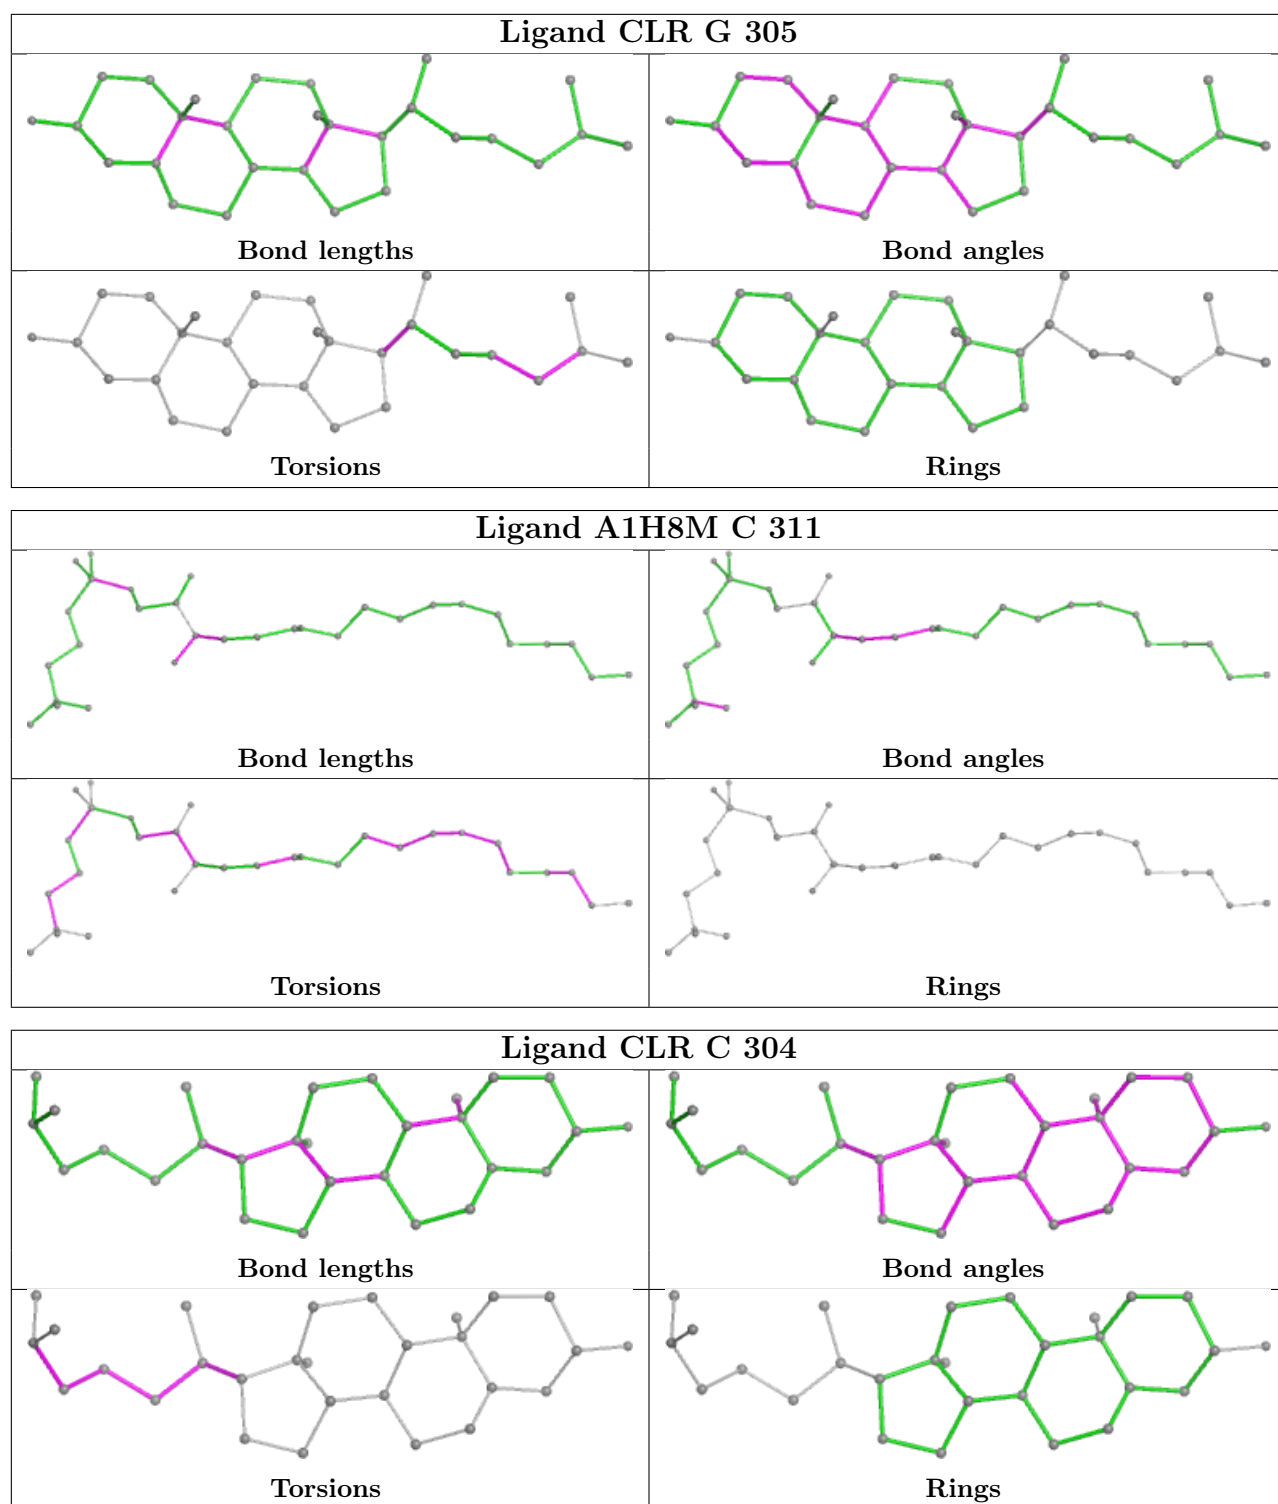 Ligand CLR G 305
Bond lengths
Bond angles
Torsions
Rings
Ligand A1H8M C 311
Bond lengths
Bond angles
Torsions
Rings
Ligand CLR C 304
Bond lengths
Bond angles
Torsions
Rings